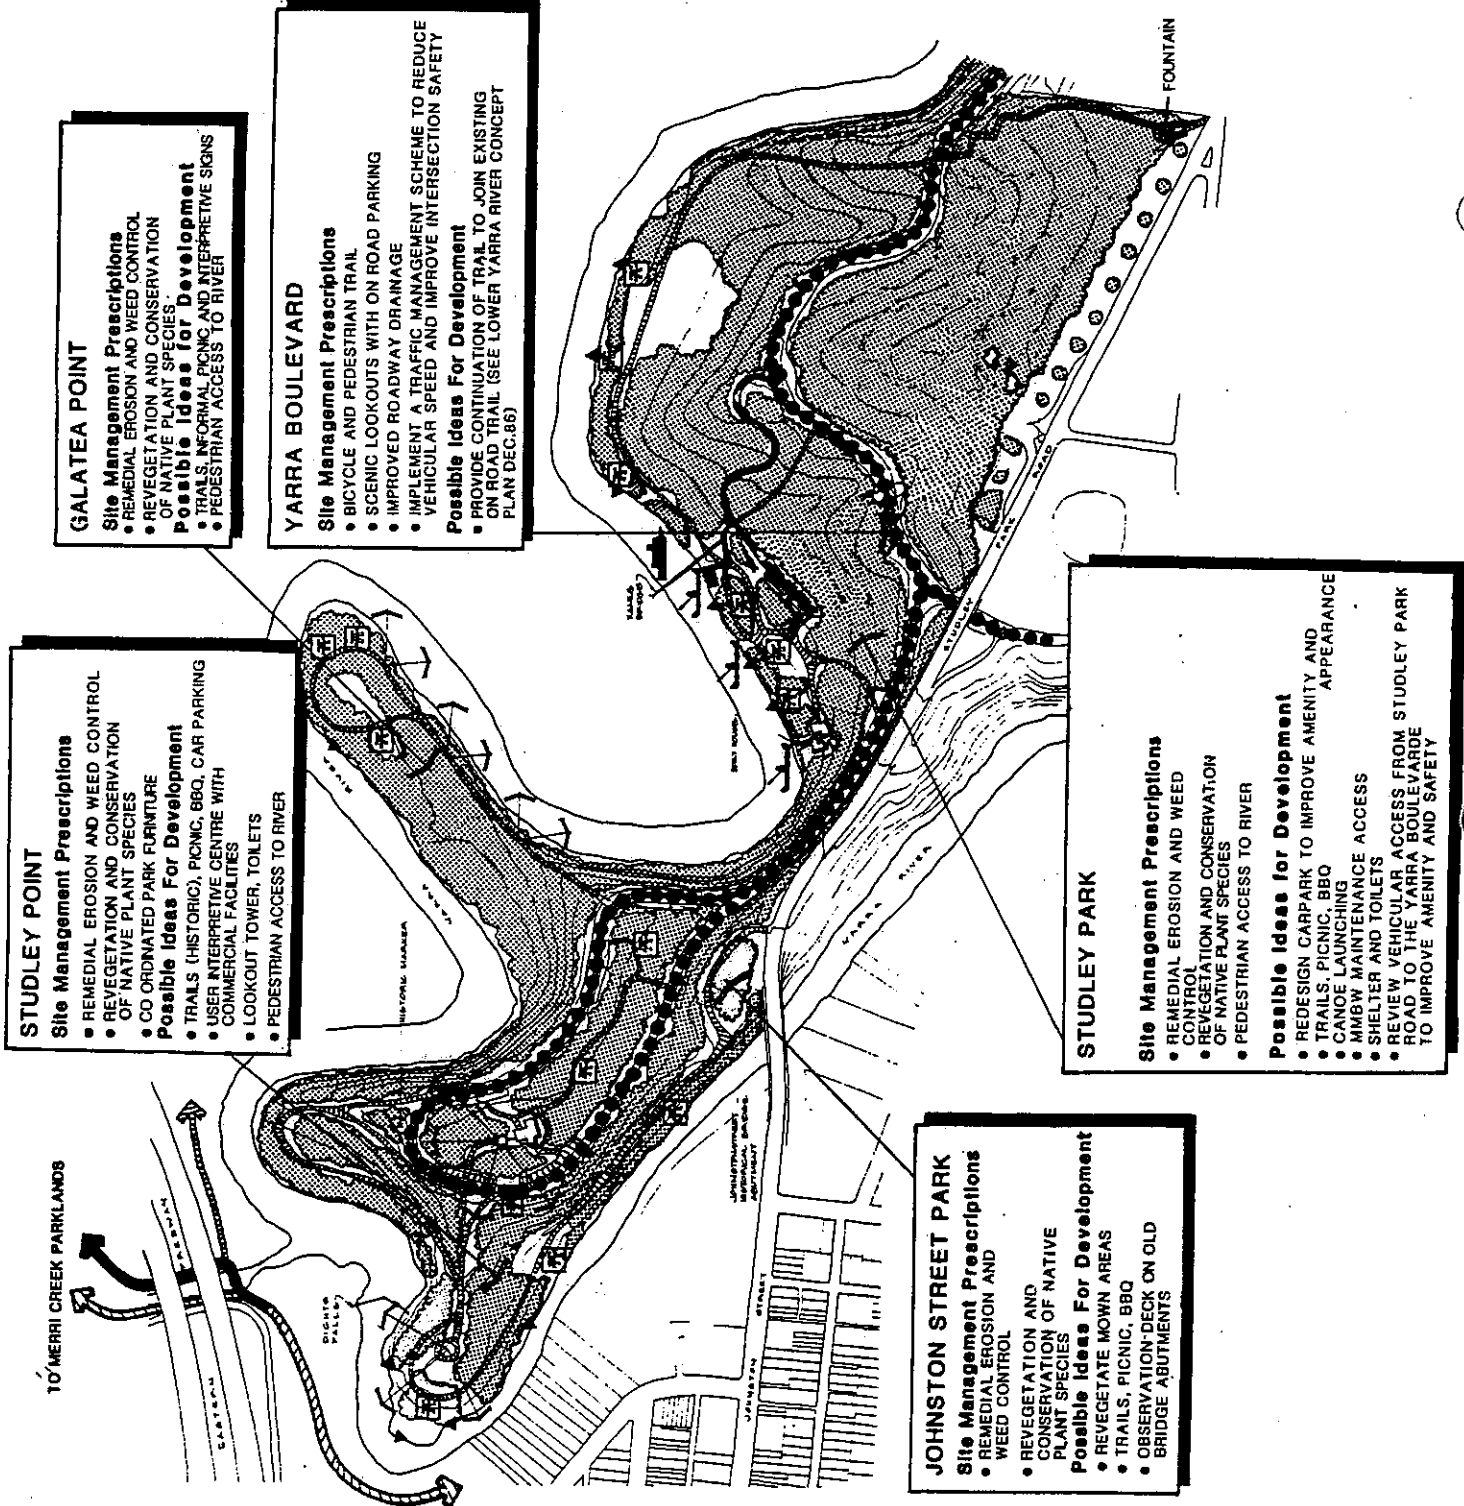 GALATEA POINT
Site Management Prescriptions
• REMEDIAL EROSION AND WEED CONTROL
• REVEGETATION AND CONSERVATION
OF NATIVE PLANT SPECIES
Possible Ideas for Development
• TRAILS, INFORMAL PICNIC AND INTERPRETIVE SIGNS
• PEDESTRIAN ACCESS TO RIVER
YARRA BOULEVARD
Site Management Prescriptions
• BICYCLE AND PEDESTRIAN TRAIL
• SCENIC LOOKOUTS WITH ON ROAD PARKING
• IMPROVED ROADWAY DRAINAGE
• IMPLEMENT A TRAFFIC MANAGEMENT SCHEME TO REDUCE
VEHICULAR SPEED AND IMPROVE INTERSECTION SAFETY
Possible Ideas For Development
• PROVIDE CONTINUATION OF TRAIL TO JOIN EXISTING
ON ROAD TRAIL (SEE LOWER YARRA RIVER CONCEPT
PLAN DEC.86)
STUDLEY POINT
Site Management Prescriptions
• REMEDIAL EROSION AND WEED CONTROL
• REVEGETATION AND CONSERVATION
OF NATIVE PLANT SPECIES
• CO ORDINATED PARK FURNITURE
Possible Ideas For Development
• TRAILS (HISTORIC), PICNIC, BBQ, CAR PARKING
• USER INTERPRETIVE CENTRE WITH
COMMERCIAL FACILITIES
• LOOKOUT TOWER, TOILETS
• PEDESTRIAN ACCESS TO RIVER
STUDLEY PARK
Site Management Prescriptions
• REMEDIAL EROSION AND WEED
CONTROL
• REVEGETATION AND CONSERVATION
OF NATIVE PLANT SPECIES
• PEDESTRIAN ACCESS TO RIVER
Possible Ideas for Development
• REDESIGN CARPARK TO IMPROVE AMENITY AND
APPEARANCE
• TRAILS, PICNIC, BBQ
• CANOE LAUNCHING
• MMBW MAINTENANCE ACCESS
• SHELTER AND TOILETS
• REVIEW VEHICULAR ACCESS FROM STUDLEY PARK
ROAD TO THE YARRA BOULEVARDE
TO IMPROVE AMENITY AND SAFETY
JOHNSTON STREET PARK
Site Management Prescriptions
• REMEDIAL EROSION AND
WEED CONTROL
• REVEGETATION AND
CONSERVATION OF NATIVE
PLANT SPECIES
Possible Ideas For Development
• REVEGETATE MOWN AREAS
• TRAILS, PICNIC, BBQ
• OBSERVATION-DECK ON OLD
BRIDGE ABUTMENTS
TO MERRI CREEK PARKLANDS
EASTERN FREEWAY
DIGHTS
FALLS
YARRA RIVER
YARRA RIVER
STUDLEY PARK ROAD
JOHNSTON STREET
FOUNTAIN